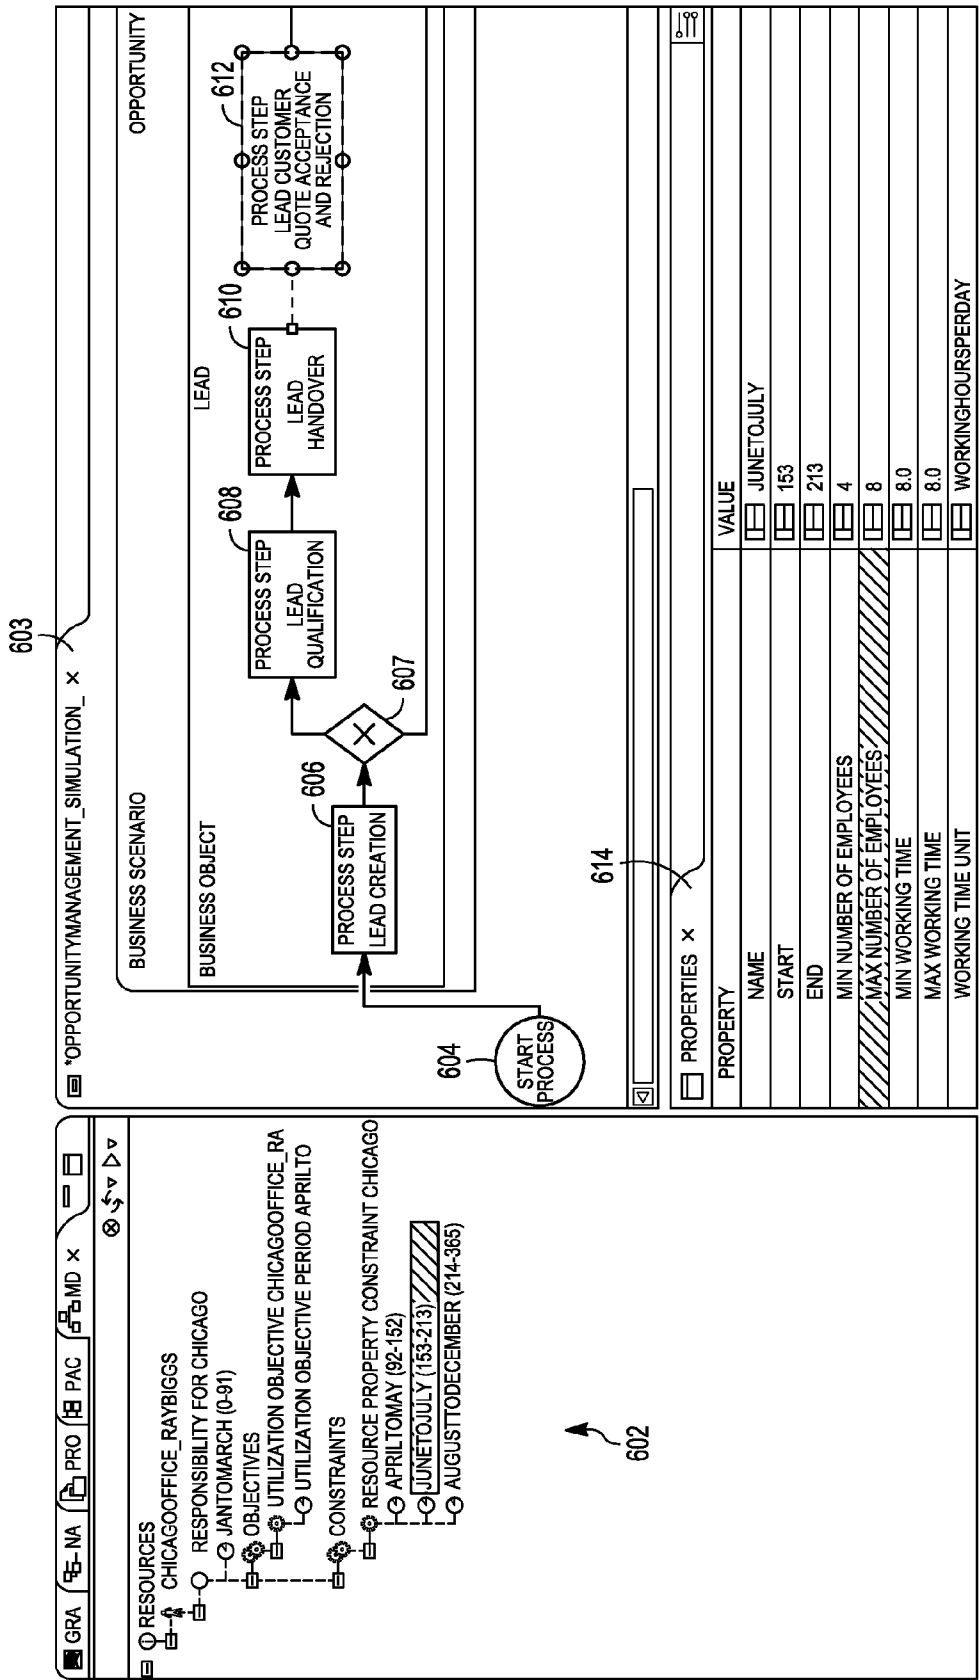 GRA
NA
PRO
PAC
MD ×
RESOURCES
CHICAGOOFFICE_RAYBIGGS
RESPONSIBILITY FOR CHICAGO
JANTOMARCH (0-91)
OBJECTIVES
UTILIZATION OBJECTIVE CHICAGOOFFICE_RA
UTILIZATION OBJECTIVE PERIOD APRILTO
CONSTRAINTS
RESOURCE PROPERTY CONSTRAINT CHICAGO
APRILTOMAY (92-152)
JUNETOJULY (153-213)
AUGUSTTODECEMBER (214-365)
602
603
*OPPORTUNITYMANAGEMENT_SIMULATION_ ×
BUSINESS SCENARIO
OPPORTUNITY
BUSINESS OBJECT
LEAD
604
START
PROCESS
606
PROCESS STEP
LEAD CREATION
607
608
PROCESS STEP
LEAD
QUALIFICATION
610
PROCESS STEP
LEAD
HANDOVER
612
PROCESS STEP
LEAD CUSTOMER
QUOTE ACCEPTANCE
AND REJECTION
614
PROPERTIES ×
PROPERTY VALUE
NAME JUNETOJULY
START 153
END 213
MIN NUMBER OF EMPLOYEES 4
MAX NUMBER OF EMPLOYEES 8
MIN WORKING TIME 8.0
MAX WORKING TIME 8.0
WORKING TIME UNIT WORKINGHOURSPERDAY